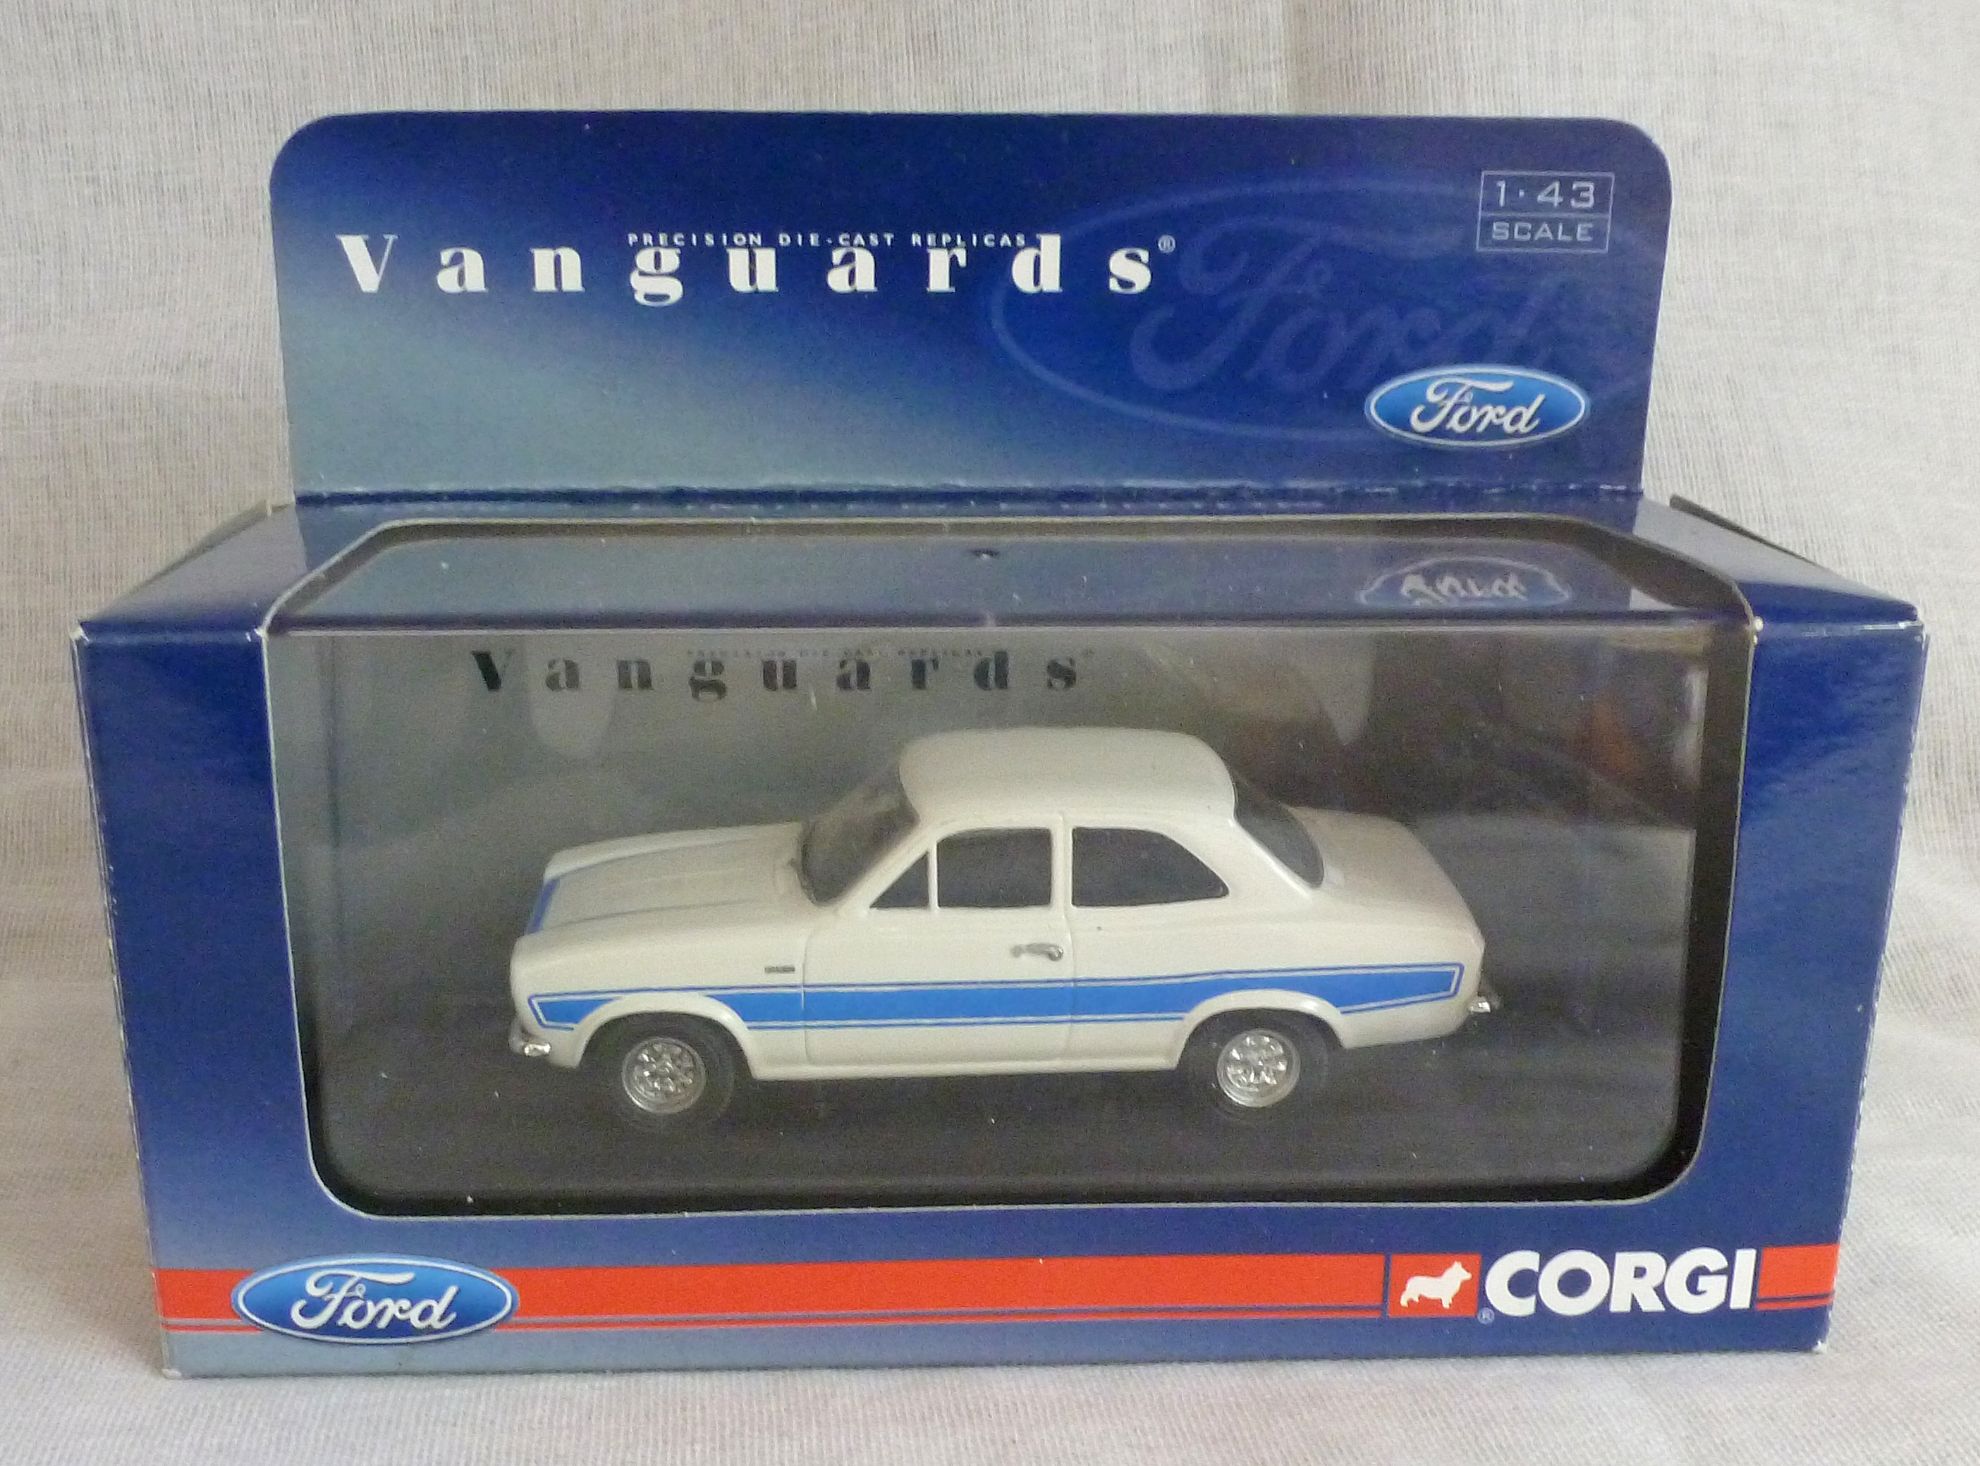 PRECISION DIE-CAST REPLICAS
Vanguards®
1:43
SCALE
Ford
Ford
Vanguards
Ford
® CORGI